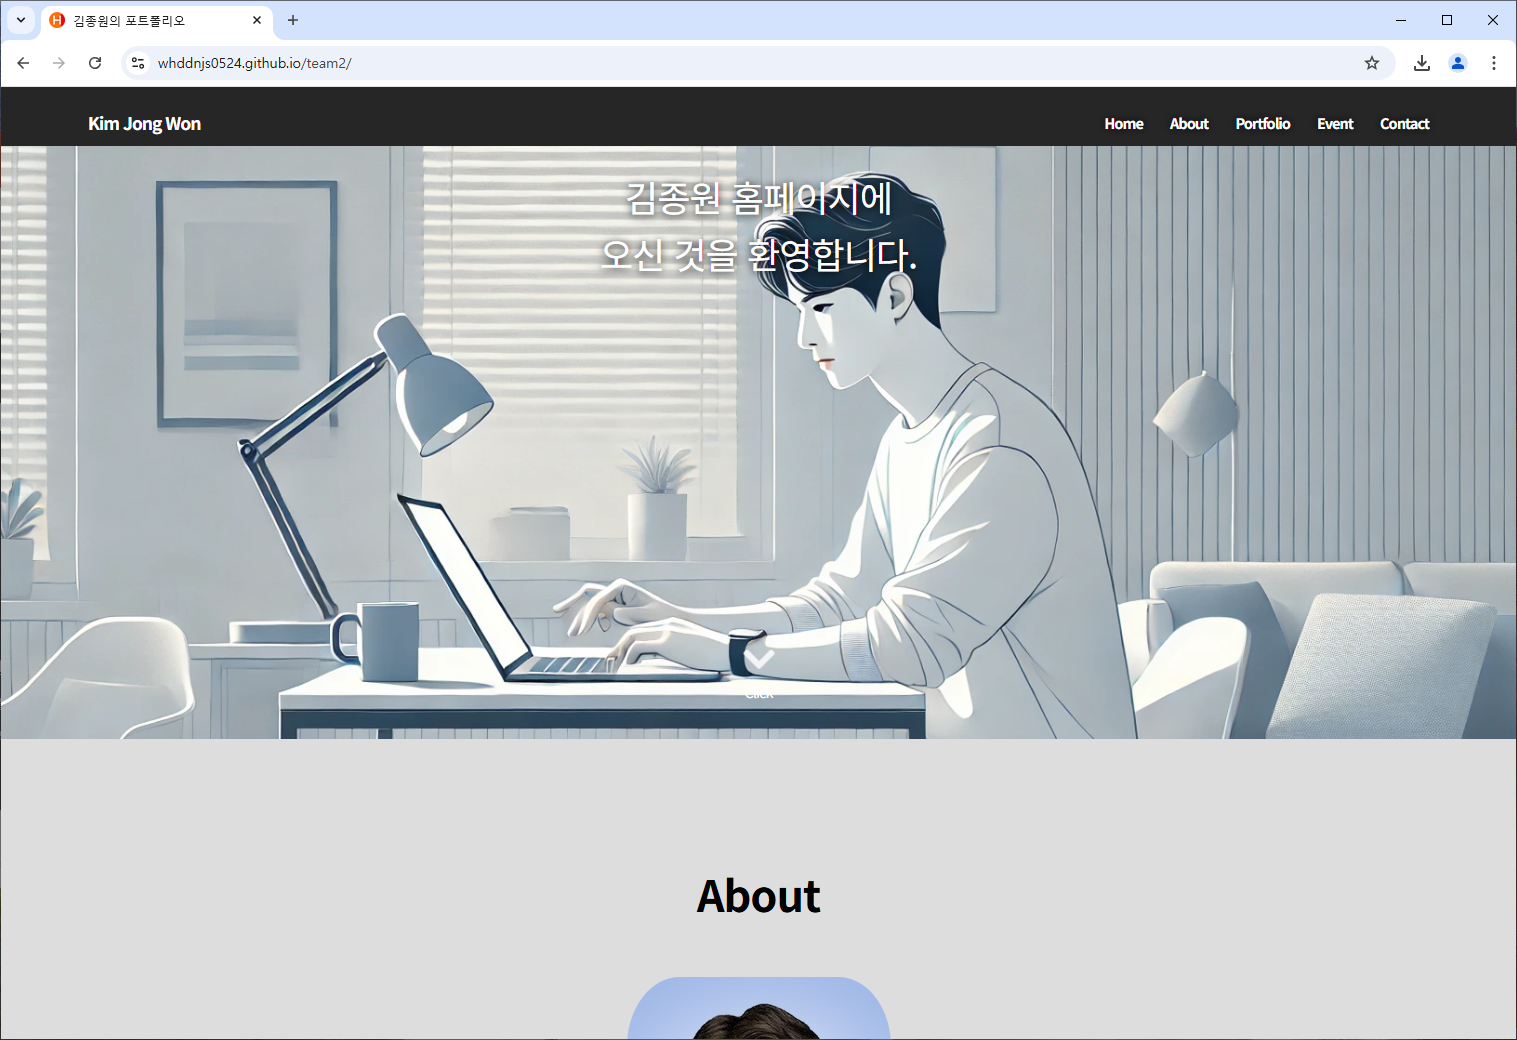 김종원의 포트폴리오
whddnjs0524.github.io/team2/
Kim Jong Won
Home About Portfolio Event Contact
김종원 홈페이지에
오신 것을 환영합니다.
Click
About